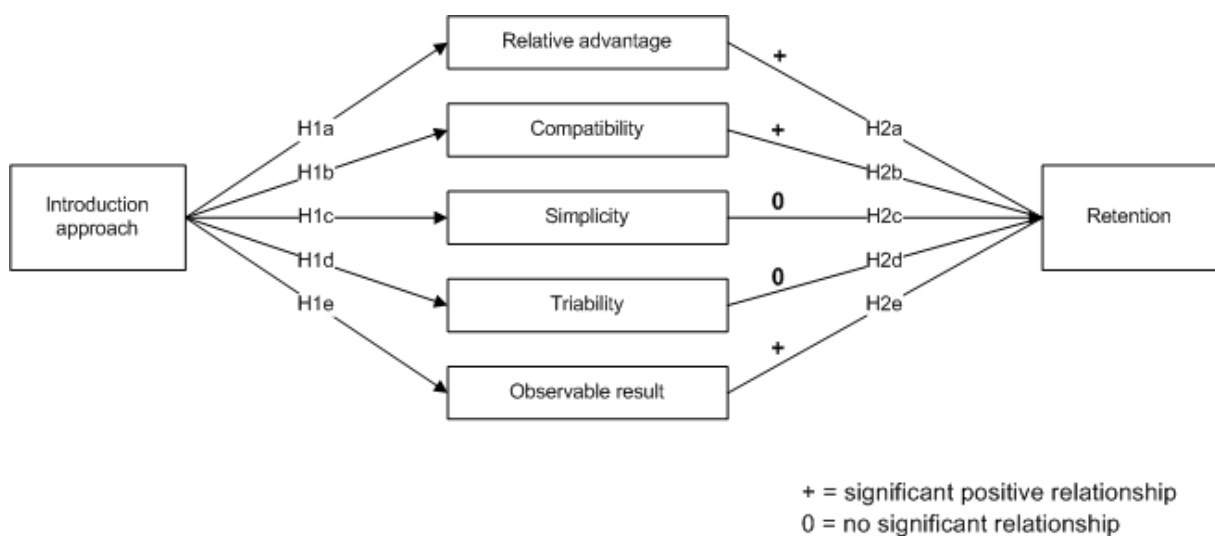 Relative advantage
+
H1a
H2a
Compatibility
+
H1b
H2b
Introduction
approach
Simplicity
0
H1c
H2c
Retention
H1d
H2d
Triability
0
H1e
H2e
Observable result
+
+ = significant positive relationship
0 = no significant relationship